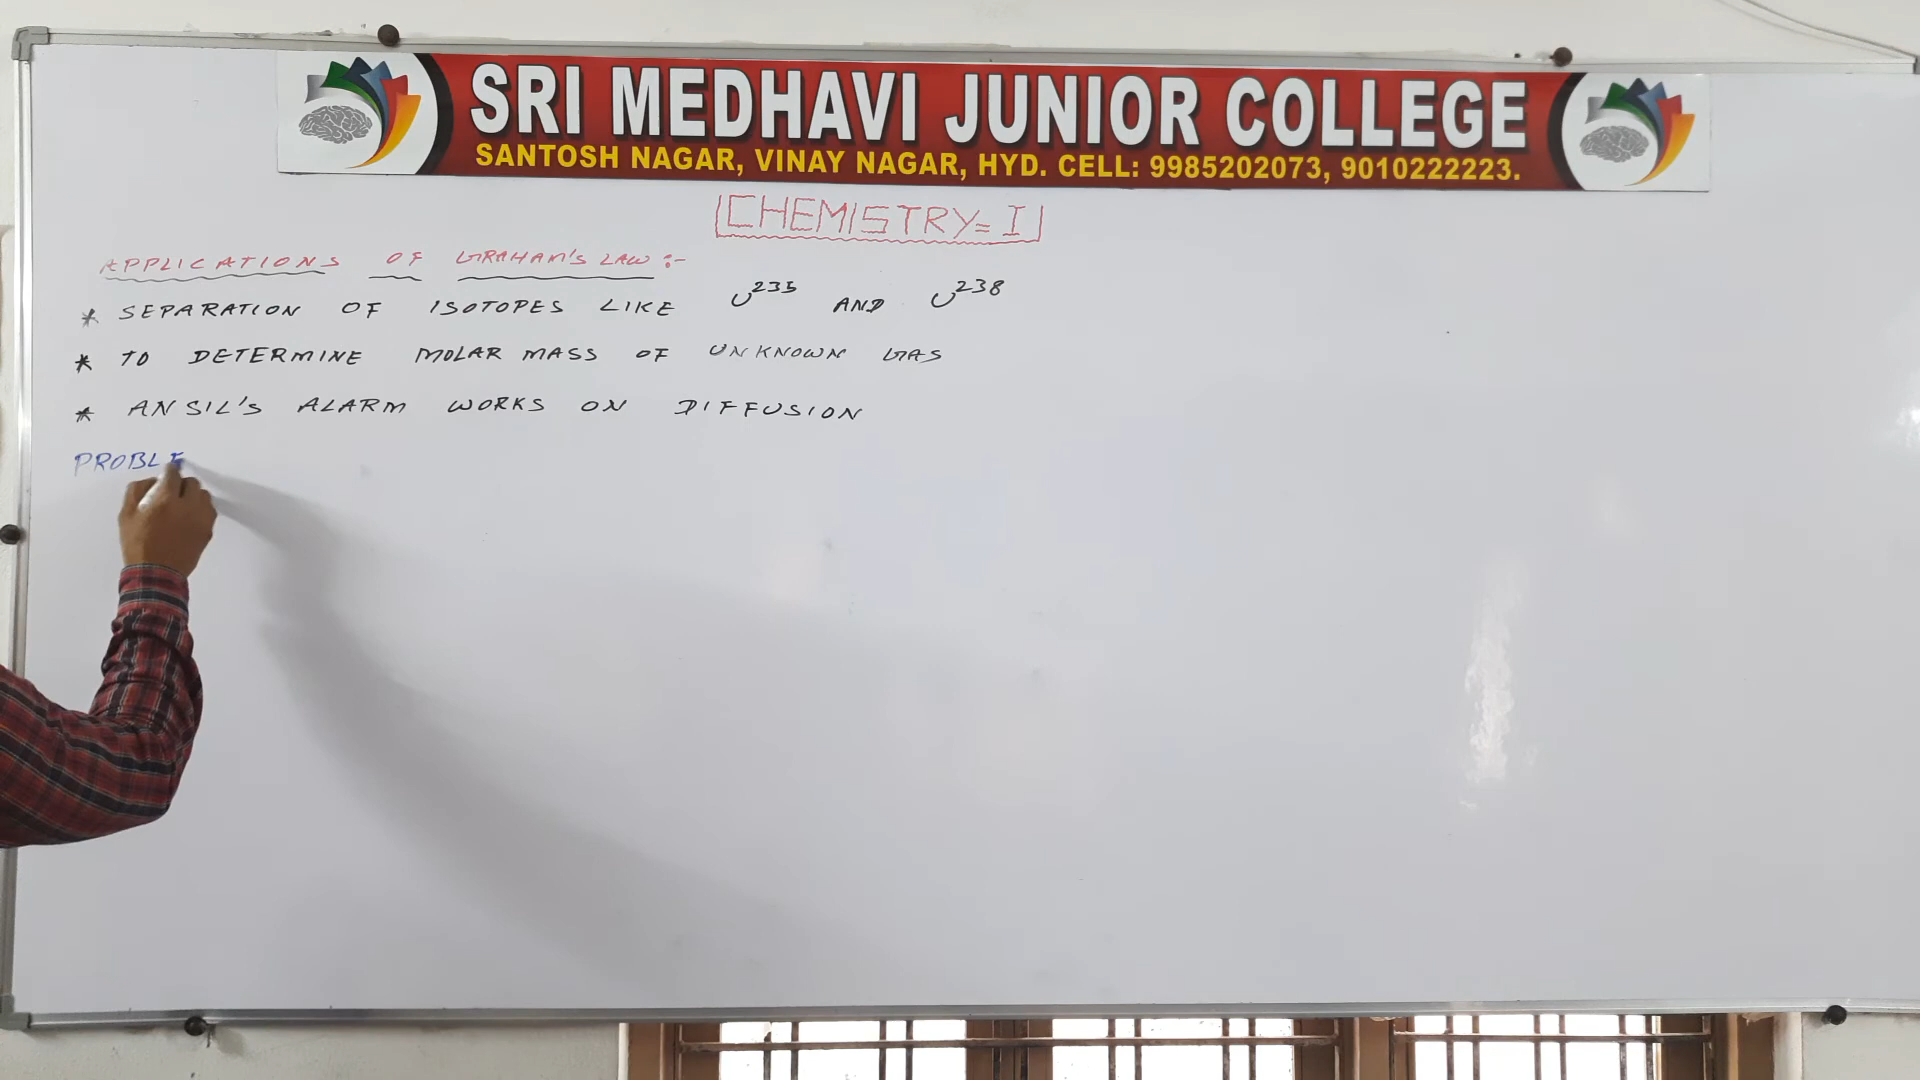 SRI MEDHAVI JUNIOR COLLEGE
SANTOSH NAGAR, VINAY NAGAR, HYD. CELL: 9985202073, 9010222223.
CHEMISTRY=I
APPLICATIONS OF GRAHAM'S LAW:-
* SEPARATION OF ISOTOPES LIKE U²³⁵ AND U²³⁸
* TO DETERMINE MOLAR MASS OF UNKNOWN GAS
* ANSIL'S ALARM WORKS ON DIFFUSION
PROBLE